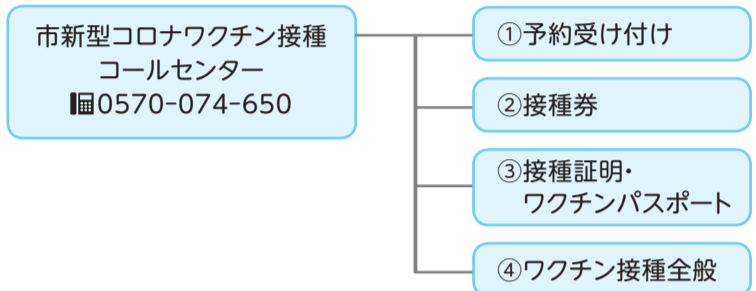 市新型コロナワクチン接種
コールセンター
0570-074-650
①予約受け付け
②接種券
③接種証明・
ワクチンパスポート
④ワクチン接種全般